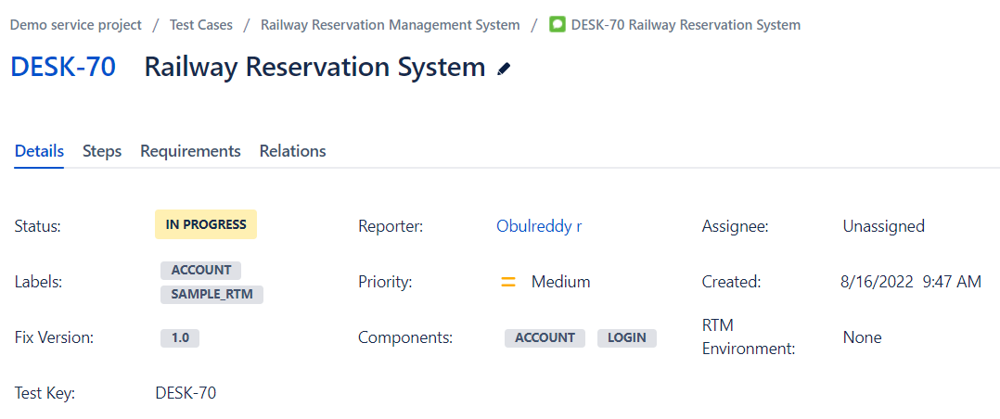 Demo service project / Test Cases / Railway Reservation Management System / DESK-70 Railway Reservation System
DESK-70 Railway Reservation System
Details Steps Requirements Relations
Status: IN PROGRESS Reporter: Obulreddy r Assignee: Unassigned
Labels: ACCOUNT SAMPLE_RTM Priority: Medium Created: 8/16/2022 9:47 AM
Fix Version: 1.0 Components: ACCOUNT LOGIN RTM Environment: None
Test Key: DESK-70